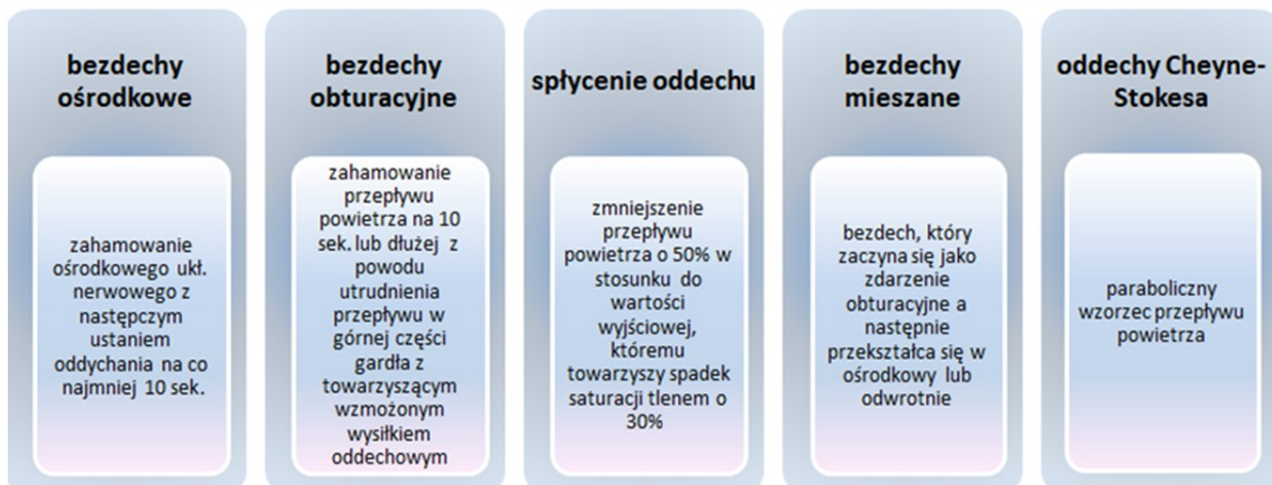 bezdechy
ośrodkowe
zahamowanie
ośrodkowego ukł.
nerwowego z
następczym
ustaniem
oddychania na co
najmniej 10 sek.
bezdechy
obturacyjne
zahamowanie
przepływu
powietrza na 10
sek. lub dłużej z
powodu
utrudnienia
przepływu w
górnej części
gardła z
towarzyszącym
wzmożonym
wysiłkiem
oddechowym
spłycenie oddechu
zmniejszenie
przepływu
powietrza o 50% w
stosunku do
wartości
wyjściowej,
któremu
towarzyszy spadek
saturacji tlenem o
30%
bezdechy
mieszane
bezdech, który
zaczyna się jako
zdarzenie
obturacyjne a
następnie
przekształca się w
ośrodkowy lub
odwrotnie
oddechy Cheyne-
Stokesa
paraboliczny
wzorzec przepływu
powietrza